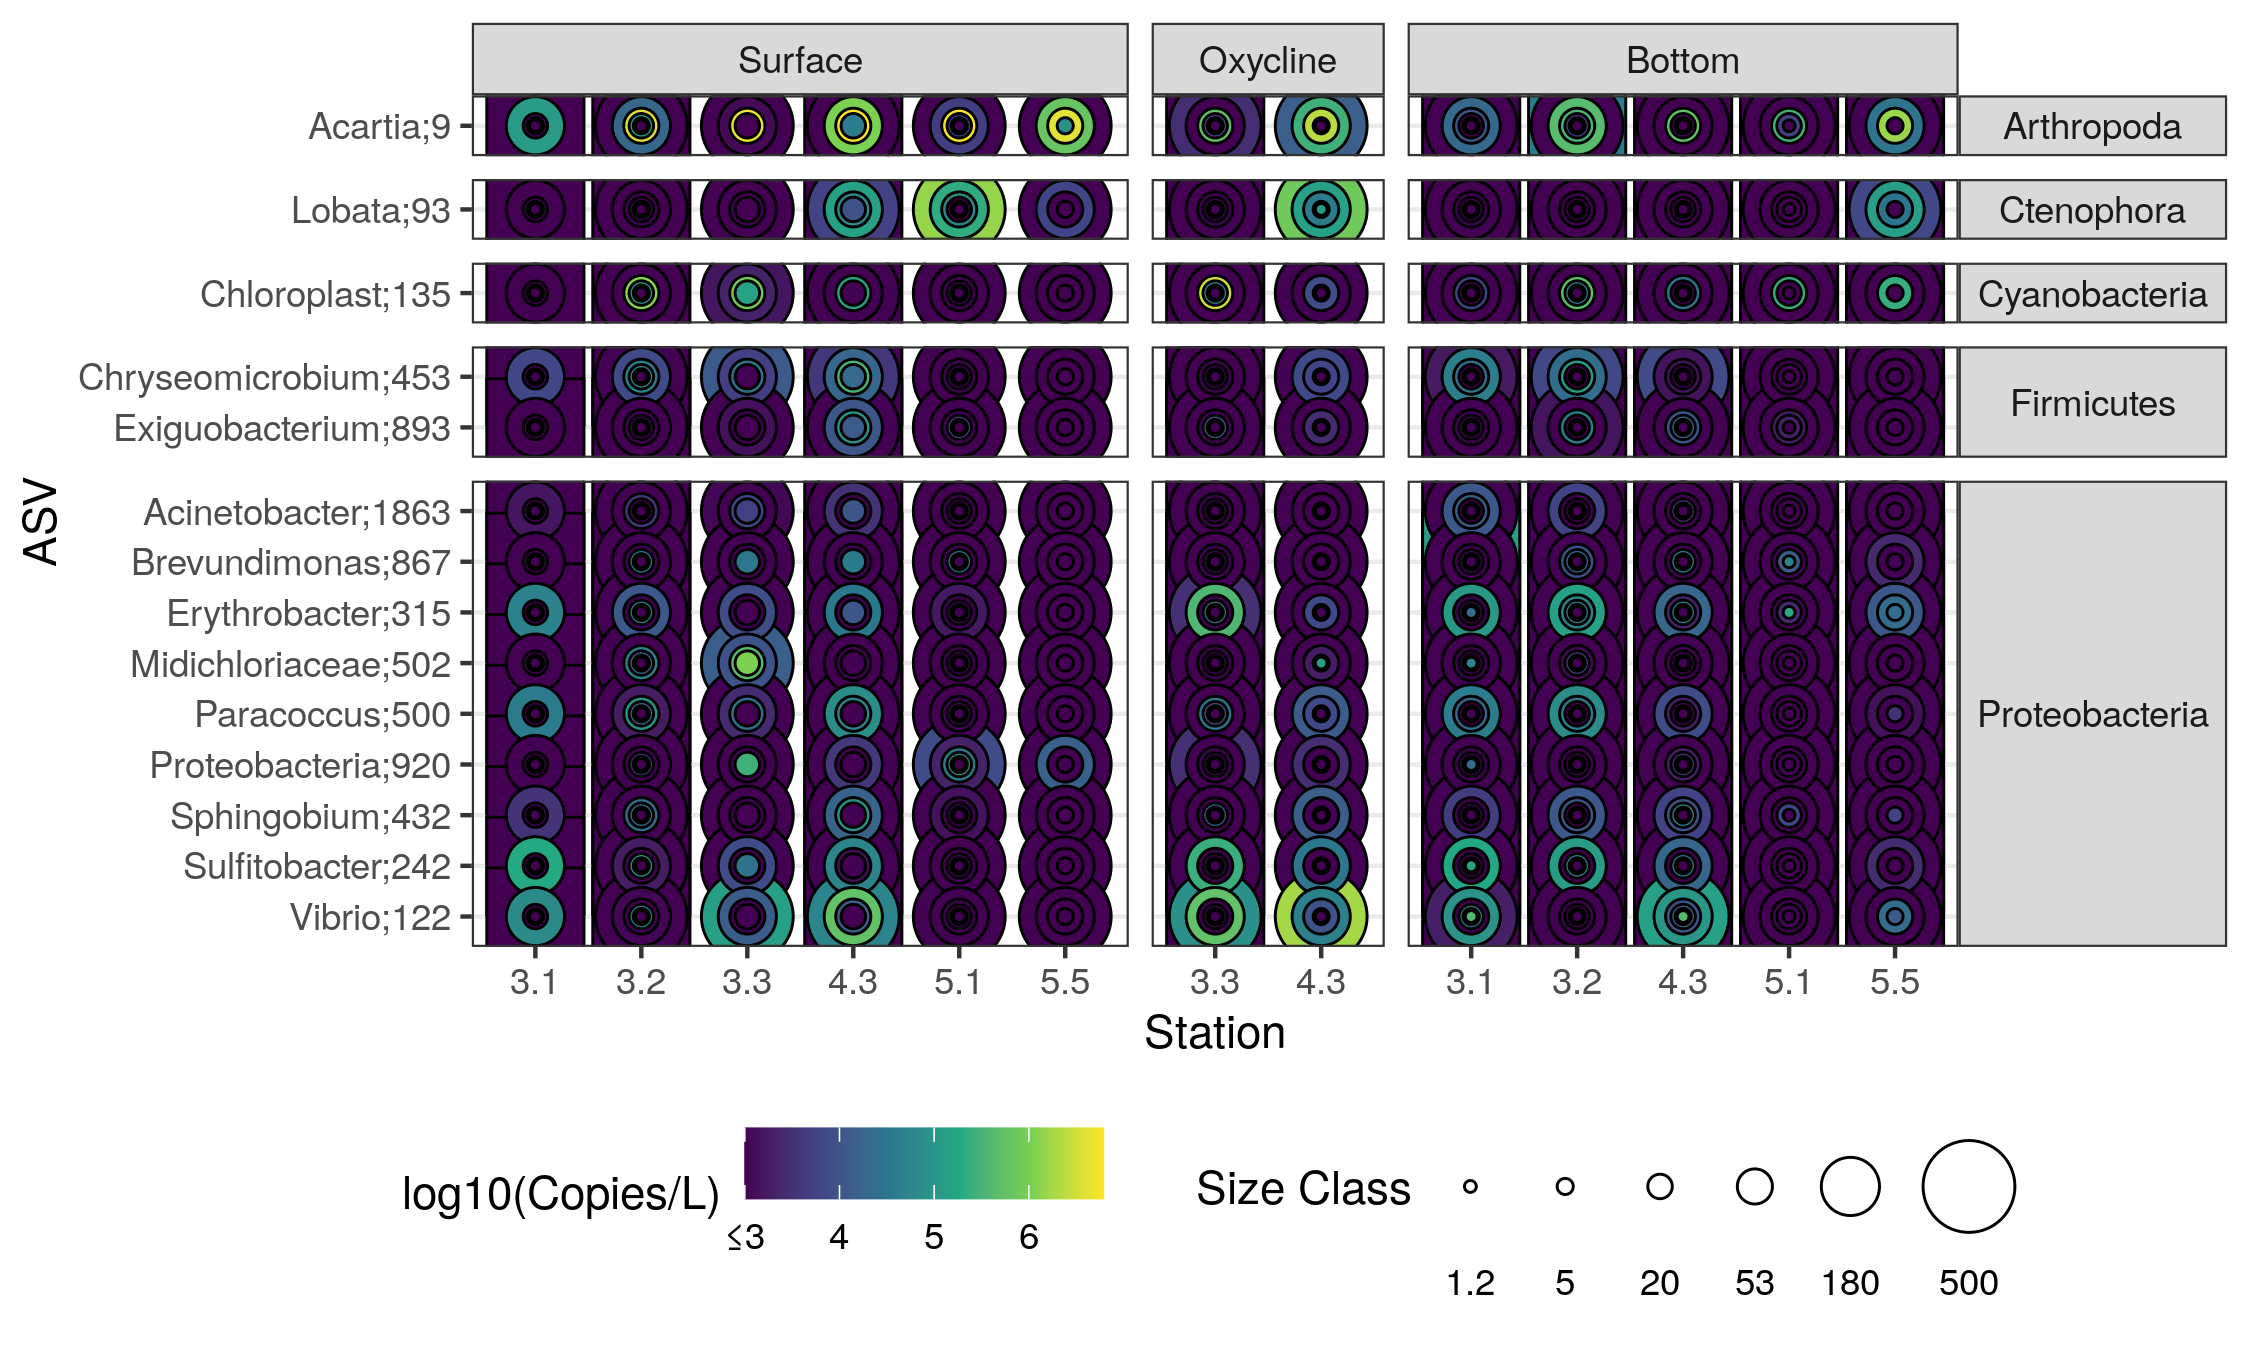 Surface Oxycline Bottom
Acartia;9 Arthropoda
Lobata;93 Ctenophora
Chloroplast;135 Cyanobacteria
Chryseomicrobium;453
Firmicutes
Exiguobacterium;893
ASV
Acinetobacter;1863
Brevundimonas;867
Erythrobacter;315
Midichloriaceae;502
Paracoccus;500 Proteobacteria
Proteobacteria;920
Sphingobium;432
Sulfitobacter;242
Vibrio;122
3.1 3.2 3.3 4.3 5.1 5.5 3.3 4.3 3.1 3.2 4.3 5.1 5.5
Station
log10(Copies/L)
≤3 4 5 6
Size Class
1.2 5 20 53 180 500